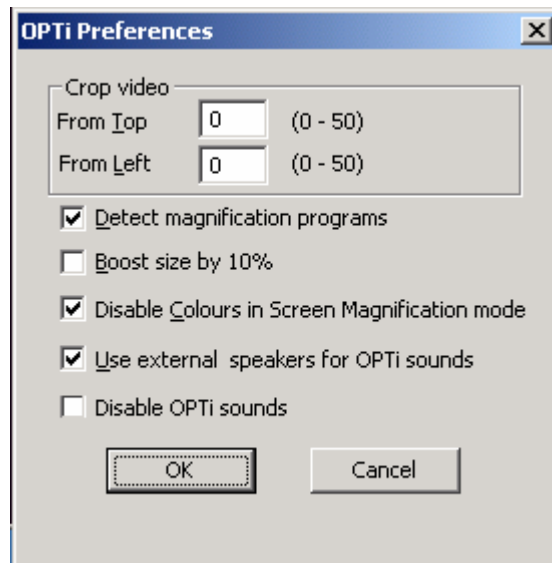 OPTi Preferences
Crop video
From Top 0 (0 - 50)
From Left 0 (0 - 50)
Detect magnification programs
Boost size by 10%
Disable Colours in Screen Magnification mode
Use external speakers for OPTi sounds
Disable OPTi sounds
OK Cancel